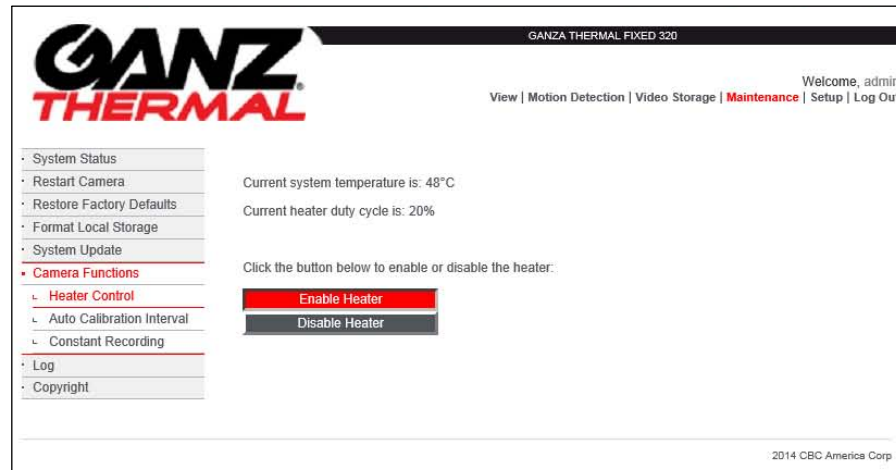 GANZ
THERMAL
GANZA THERMAL FIXED 320
Welcome, admin
View | Motion Detection | Video Storage | Maintenance | Setup | Log Out
System Status
Restart Camera
Restore Factory Defaults
Format Local Storage
System Update
Camera Functions
Heater Control
Auto Calibration Interval
Constant Recording
Log
Copyright
Current system temperature is: 48°C
Current heater duty cycle is: 20%
Click the button below to enable or disable the heater:
Enable Heater
Disable Heater
2014 CBC America Corp